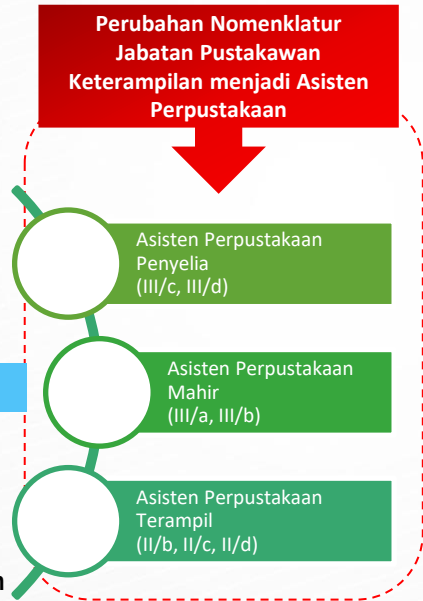 Perubahan Nomenklatur
Jabatan Pustakawan
Keterampilan menjadi Asisten
Perpustakaan
Asisten Perpustakaan
Penyelia
(III/c, III/d)
Asisten Perpustakaan
Mahir
(III/a, III/b)
Asisten Perpustakaan
Terampil
(II/b, II/c, II/d)